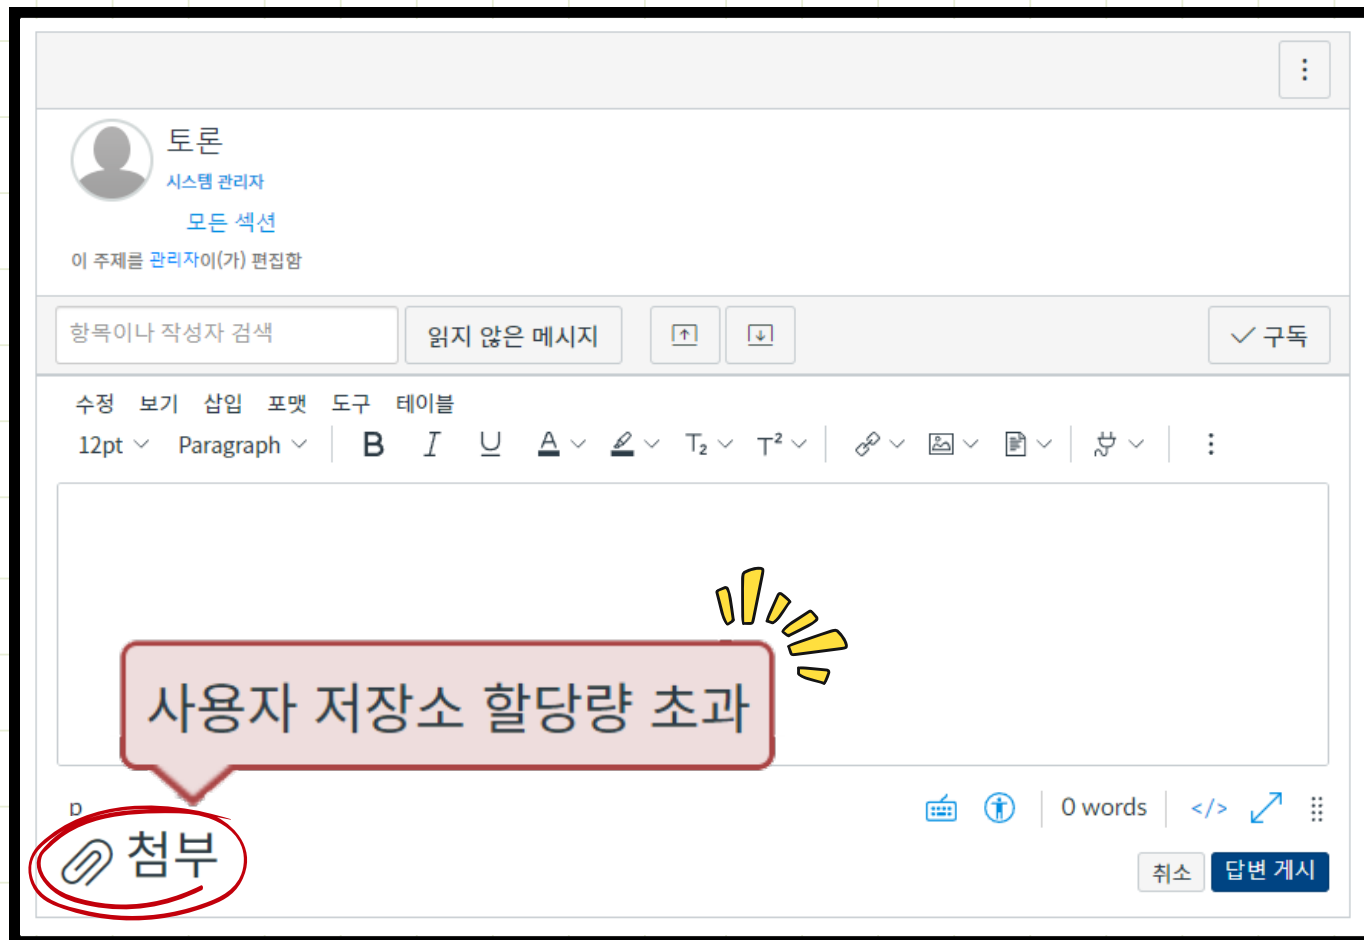 토론
시스템 관리자
모든 섹션
이 주제를 관리자이(가) 편집함
항목이나 작성자 검색
읽지 않은 메시지
구독
수정 보기 삽입 포맷 도구 테이블
12pt Paragraph B I U A T₂ T²
사용자 저장소 할당량 초과
p
0 words </>
첨부
취소 답변 게시